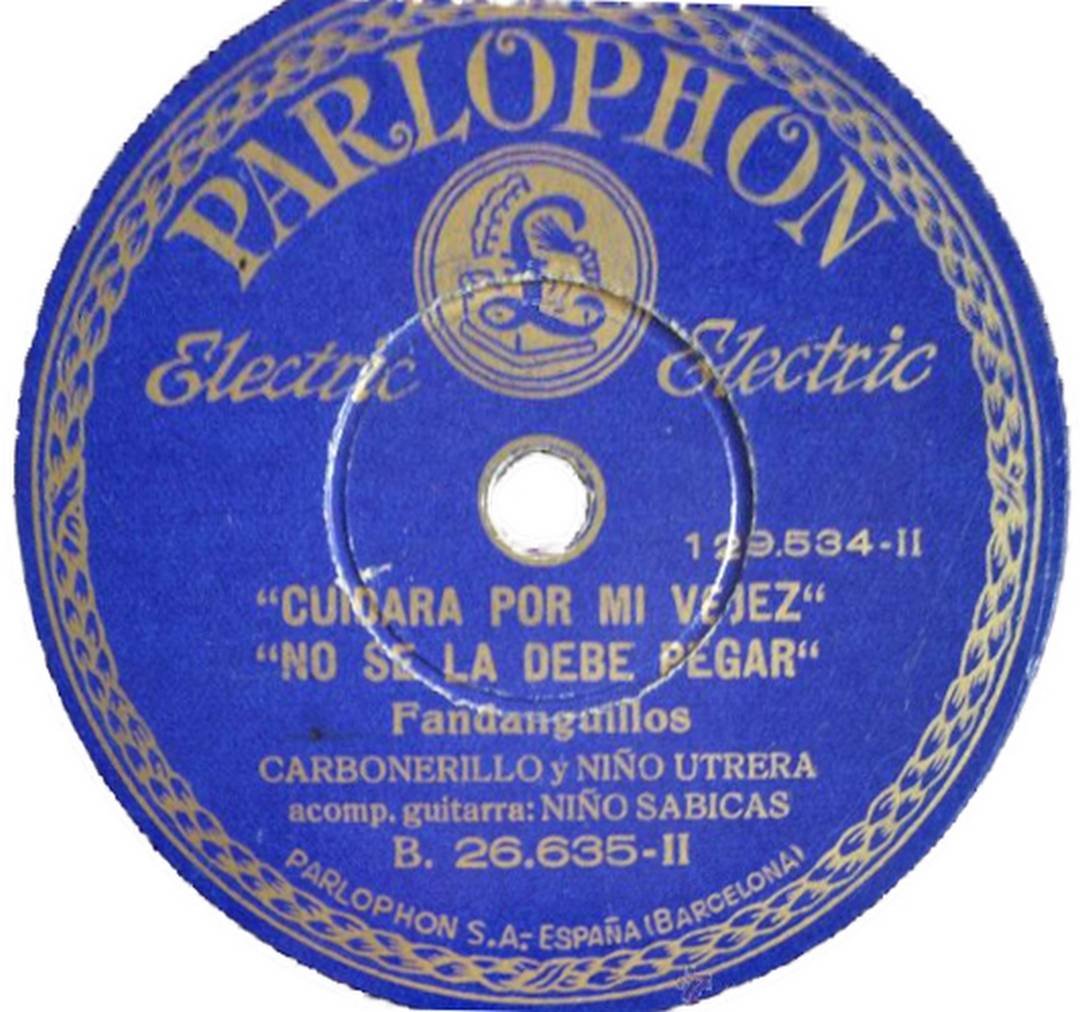 PARLOPHON
Electric Electric
129.534-II
“CUIDARA POR MI VEJEZ“
“NO SE LA DEBE PEGAR“
Fandanguillos
CARBONERILLO y NIÑO UTRERA
acomp. guitarra: NIÑO SABICAS
B. 26.635-II
PARLOPHON S.A.-ESPAÑA (BARCELONA)